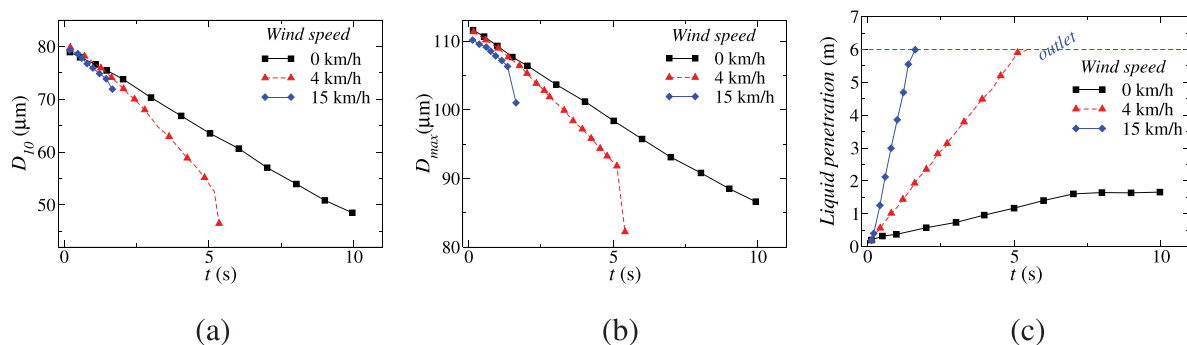 (a)
Wind speed
0 km/h
4 km/h
15 km/h
D10 (μm)
80
70
60
50
0
5
10
t (s)
(b)
Wind speed
0 km/h
4 km/h
15 km/h
Dmax(μm)
110
100
90
80
0
5
10
t (s)
(c)
outlet
Wind speed
0 km/h
4 km/h
15 km/h
Liquid penetration (m)
7
6
5
4
3
2
1
0
0
5
10
t (s)